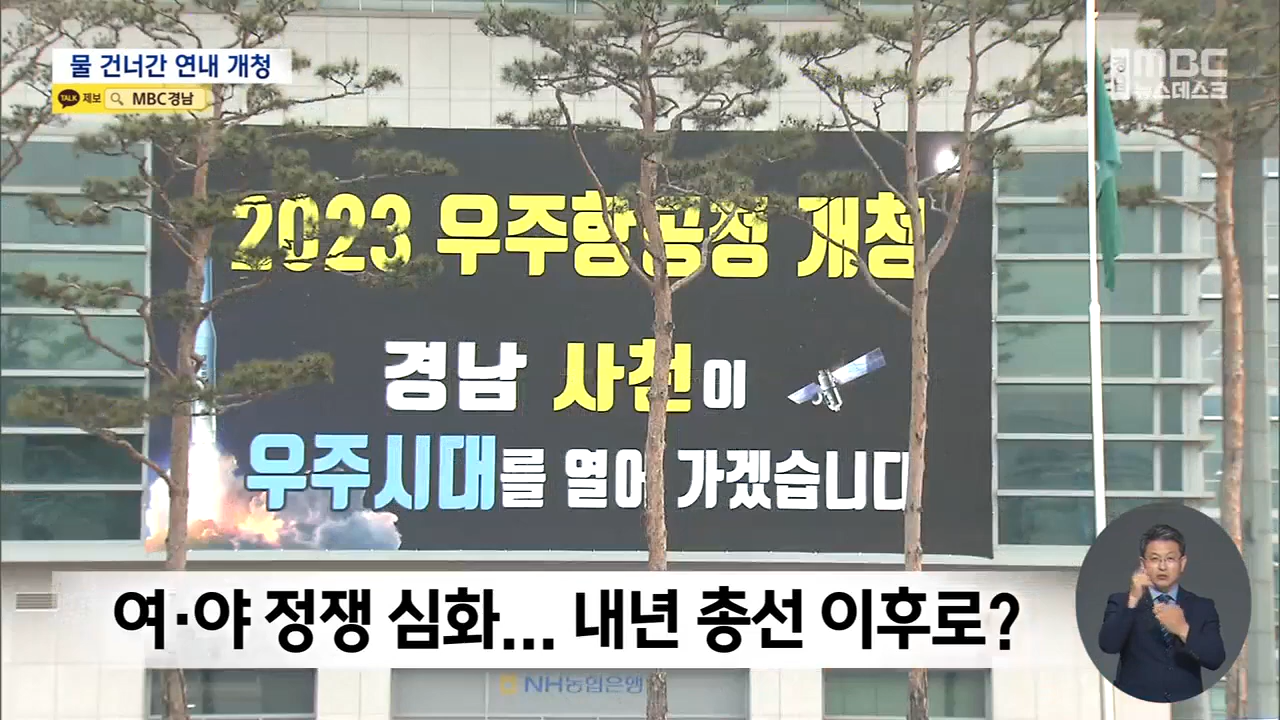 물 건너간 연내 개청
TALK 제보 MBC경남
경남 MBC
뉴스데스크
2023 우주항공청 개청
경남 사천이
우주시대를 열어 가겠습니다
여·야 정쟁 심화... 내년 총선 이후로?
NH농협은행